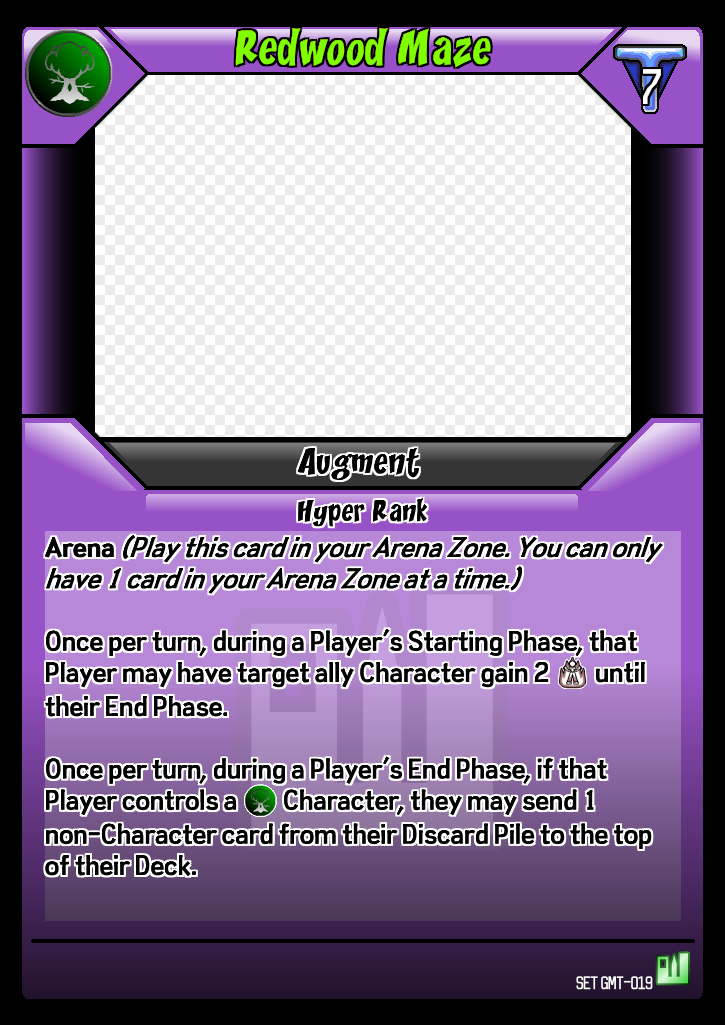 Redwood Maze
7
Augment
Hyper Rank
Arena (Play this card in your Arena Zone. You can only
have 1 card in your Arena Zone at a time.)
Once per turn, during a Player's Starting Phase, that
Player may have target ally Character gain 2 until
their End Phase.
Once per turn, during a Player's End Phase, if that
Player controls a Character, they may send 1
non-Character card from their Discard Pile to the top
of their Deck.
SET GMT-019